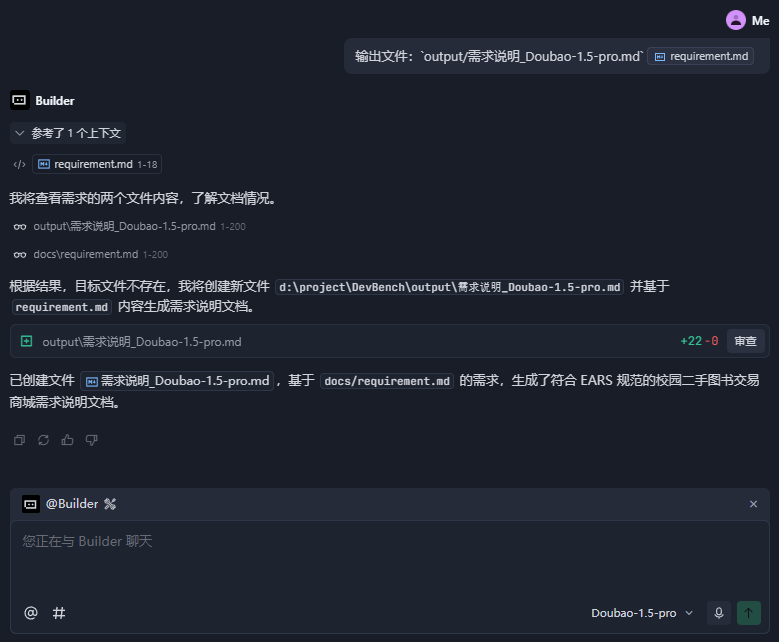 Me
输出文件：`output/需求说明_Doubao-1.5-pro.md` requirement.md
Builder
参考了 1 个上下文
</> requirement.md 1-18
我将查看需求的两个文件内容，了解文档情况。
output\需求说明_Doubao-1.5-pro.md 1-200
docs\requirement.md 1-200
根据结果，目标文件不存在，我将创建新文件 d:\project\DevBench\output\需求说明_Doubao-1.5-pro.md 并基于
requirement.md 内容生成需求说明文档。
output\需求说明_Doubao-1.5-pro.md +22 -0 审查
已创建文件 需求说明_Doubao-1.5-pro.md ，基于 docs/requirement.md 的需求，生成了符合 EARS 规范的校园二手图书交易
商城需求说明文档。
@Builder
您正在与 Builder 聊天
@ # Doubao-1.5-pro